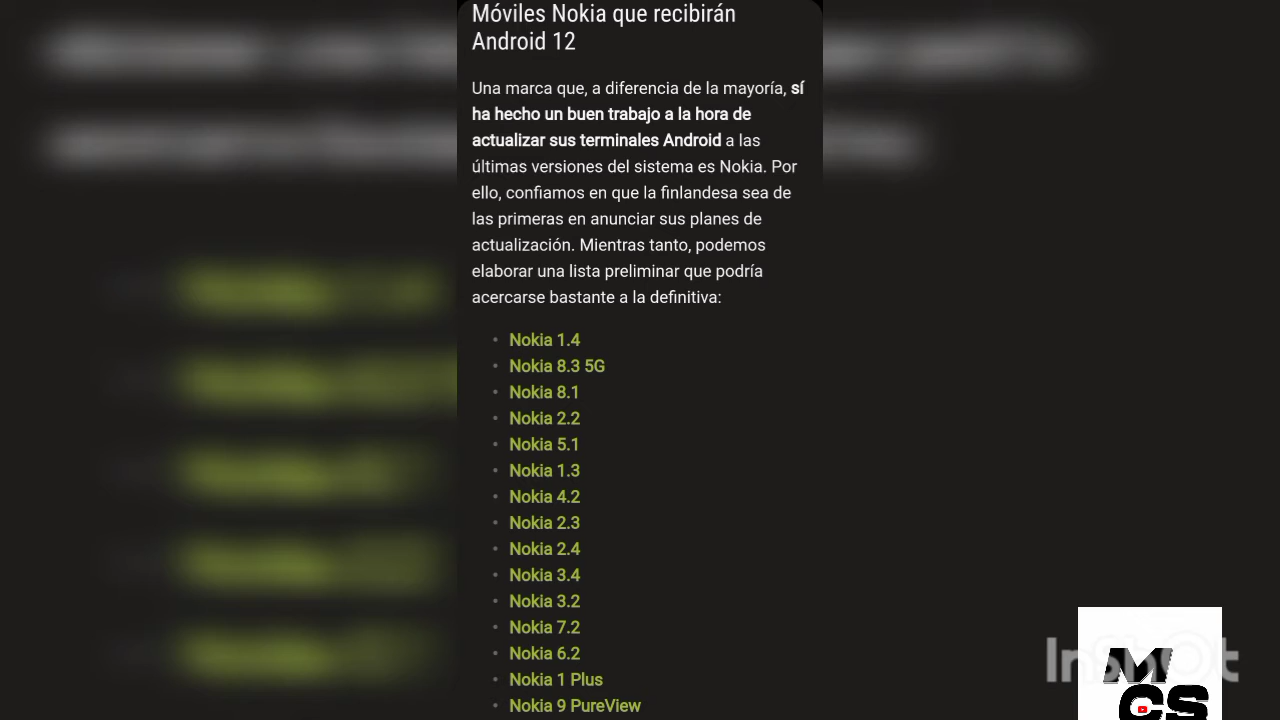 Móviles Nokia que recibirán
Android 12
Una marca que, a diferencia de la mayoría, sí
ha hecho un buen trabajo a la hora de
actualizar sus terminales Android a las
últimas versiones del sistema es Nokia. Por
ello, confiamos en que la finlandesa sea de
las primeras en anunciar sus planes de
actualización. Mientras tanto, podemos
elaborar una lista preliminar que podría
acercarse bastante a la definitiva:
• Nokia 1.4
• Nokia 8.3 5G
• Nokia 8.1
• Nokia 2.2
• Nokia 5.1
• Nokia 1.3
• Nokia 4.2
• Nokia 2.3
• Nokia 2.4
• Nokia 3.4
• Nokia 3.2
• Nokia 7.2
• Nokia 6.2
• Nokia 1 Plus
• Nokia 9 PureView
InShOt
M
CS